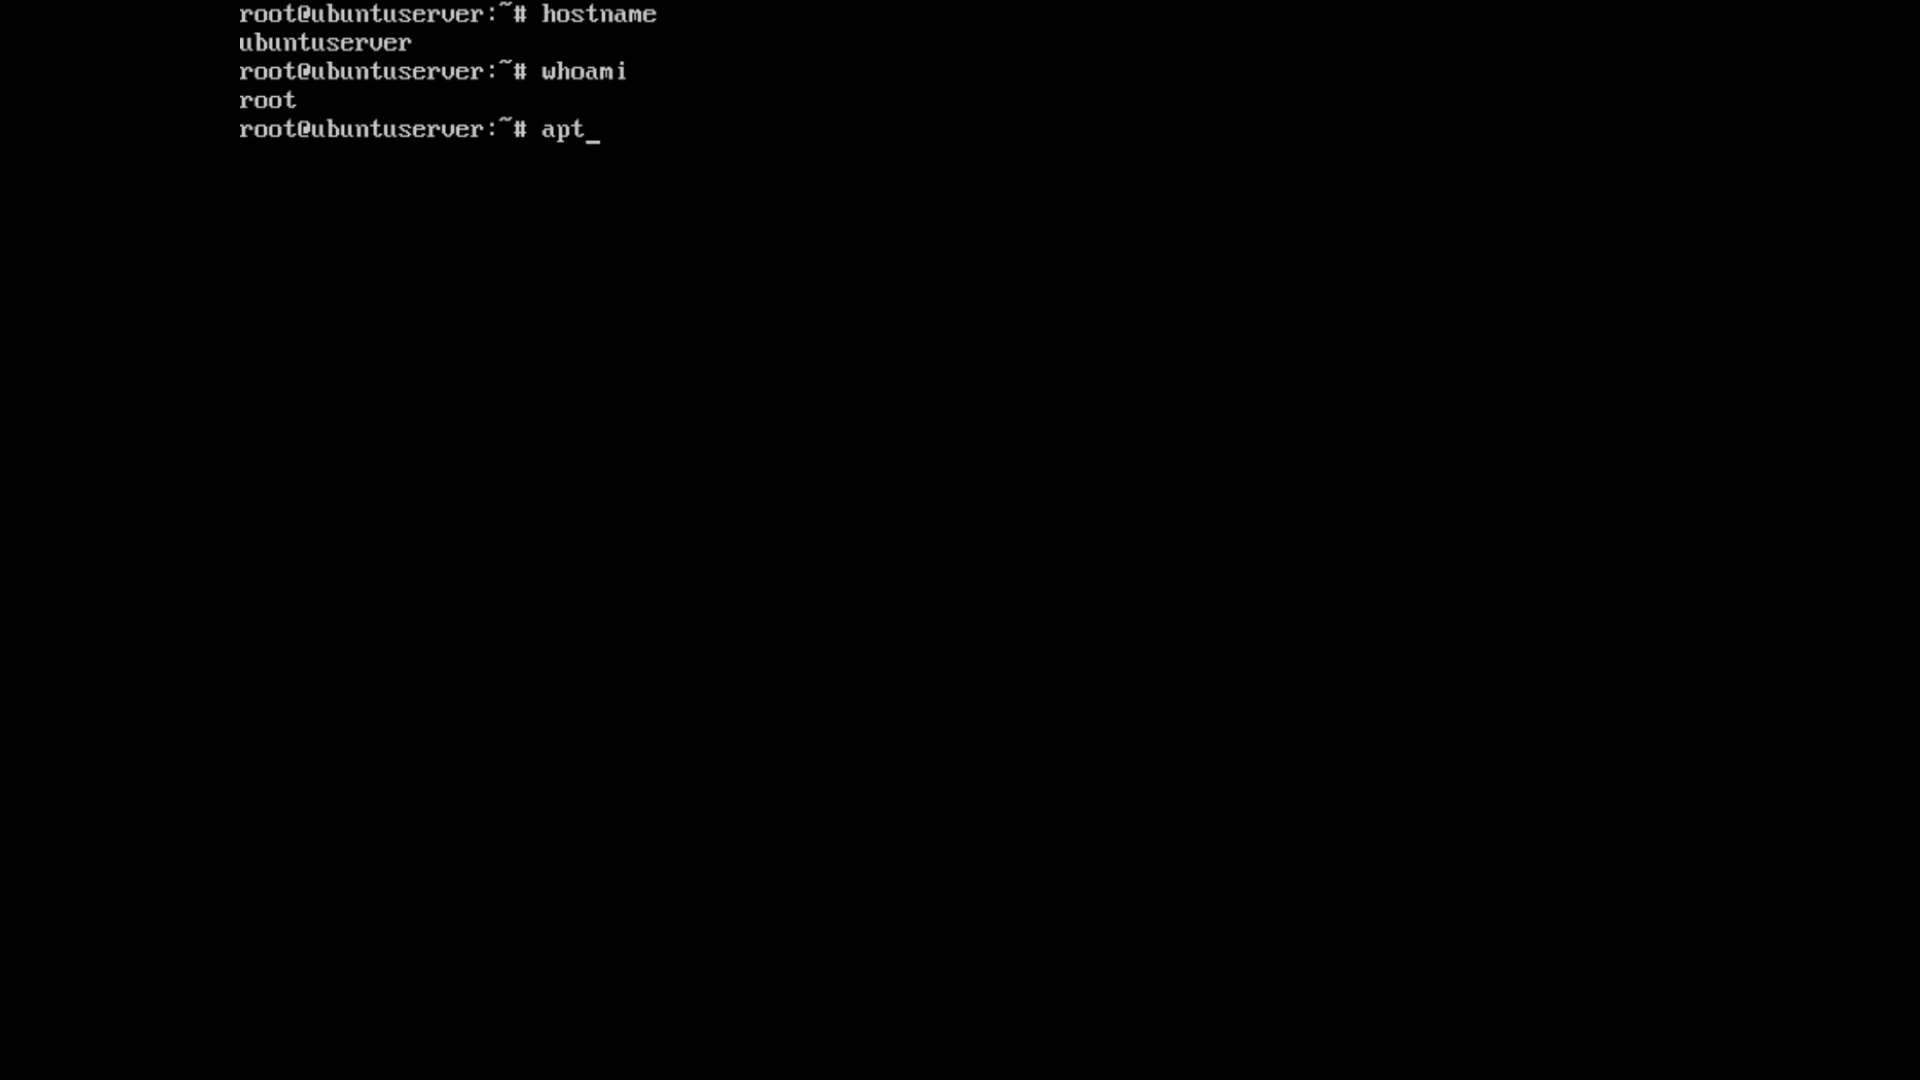 root@ubuntuserver:~# hostname
ubuntuserver
root@ubuntuserver:~# whoami
root
root@ubuntuserver:~# apt_